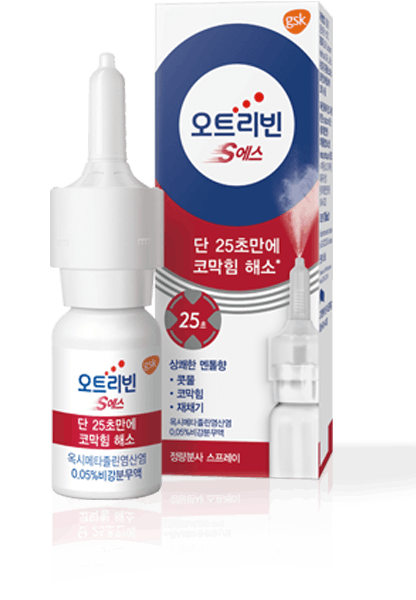 gsk
오트리빈
S에스
단 25초만에
코막힘 해소*
25초
상쾌한 멘톨향
• 콧물
• 코막힘
• 재채기
옥시메타졸린염산염
0.05%비강분무액
정량분사 스프레이
gsk
오트리빈
S에스
단 25초만에
코막힘 해소
옥시메타졸린염산염
0.05%비강분무액